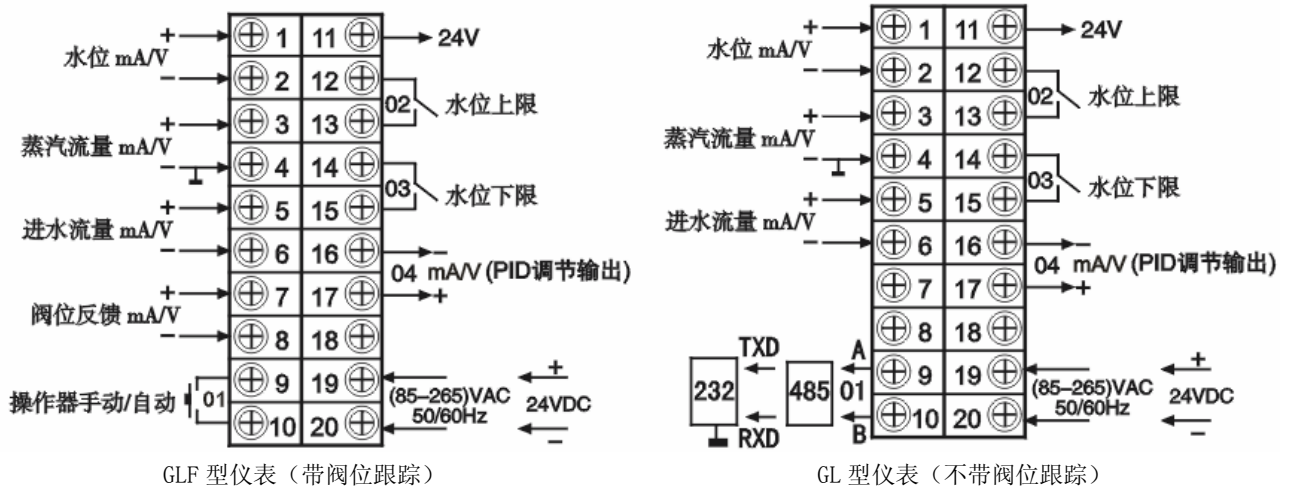 水位 mA/V
+
−
蒸汽流量 mA/V
+
−
进水流量 mA/V
+
−
阀位反馈 mA/V
+
−
操作器手动/自动
01
1 11
2 12
3 13
4 14
5 15
6 16
7 17
8 18
9 19
10 20
24V
02 水位上限
03 水位下限
−
04 mA/V (PID调节输出)
+
(85–265)VAC
50/60Hz
+
24VDC
−
GLF 型仪表（带阀位跟踪）
水位 mA/V
+
−
蒸汽流量 mA/V
+
−
进水流量 mA/V
+
−
TXD
232
RXD
485
A
01
B
1 11
2 12
3 13
4 14
5 15
6 16
7 17
8 18
9 19
10 20
24V
02 水位上限
03 水位下限
−
04 mA/V (PID调节输出)
+
(85–265)VAC
50/60Hz
+
24VDC
−
GL 型仪表（不带阀位跟踪）